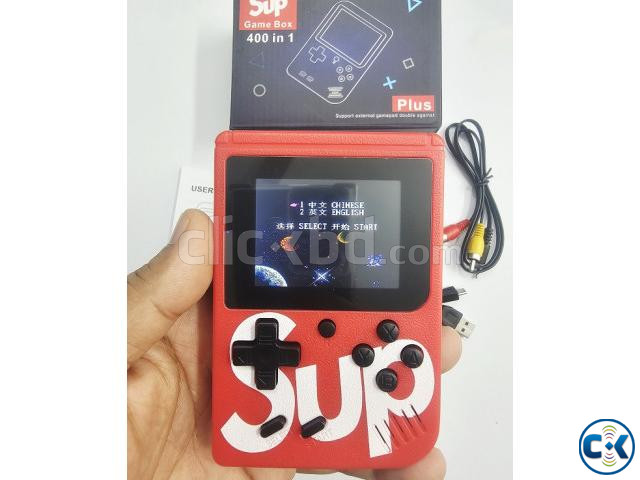 Sup
Game Box
400 in 1
Plus
Support external gamepad double against
USER
1 中文 CHINESE
2 英文 ENGLISH
选择 SELECT 开始 START
clickbd.com
Sup
B
CK